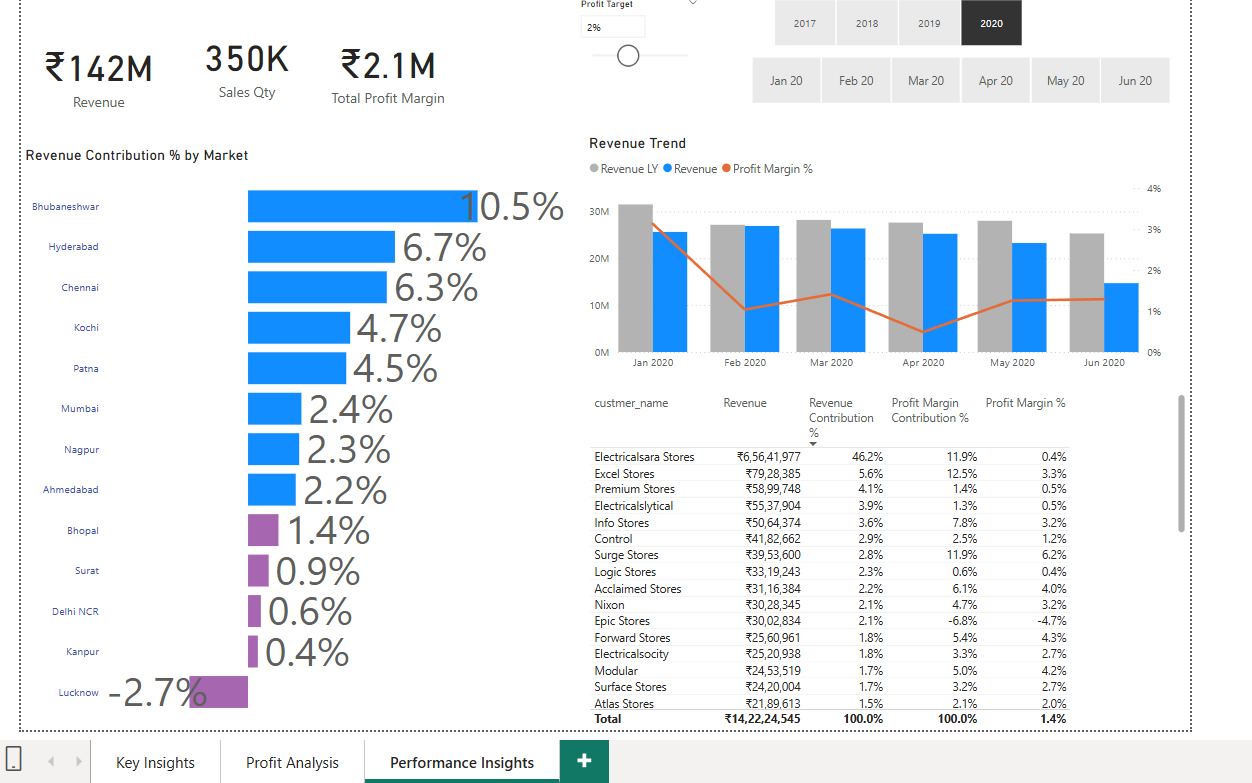 Profit Target
2%
2017 2018 2019 2020
Jan 20 Feb 20 Mar 20 Apr 20 May 20 Jun 20
₹142M
Revenue
350K
Sales Qty
₹2.1M
Total Profit Margin
Revenue Contribution % by Market
Bhubaneshwar 10.5%
Hyderabad 6.7%
Chennai 6.3%
Kochi 4.7%
Patna 4.5%
Mumbai 2.4%
Nagpur 2.3%
Ahmedabad 2.2%
Bhopal 1.4%
Surat 0.9%
Delhi NCR 0.6%
Kanpur 0.4%
Lucknow -2.7%
Revenue Trend
Revenue LY Revenue Profit Margin %
30M
20M
10M
0M
4%
3%
2%
1%
0%
Jan 2020 Feb 2020 Mar 2020 Apr 2020 May 2020 Jun 2020
custmer_name Revenue Revenue Contribution % Profit Margin Contribution % Profit Margin %
Electricalsara Stores ₹6,56,41,977 46.2% 11.9% 0.4%
Excel Stores ₹79,28,385 5.6% 12.5% 3.3%
Premium Stores ₹58,99,748 4.1% 1.4% 0.5%
Electricalslytical ₹55,37,904 3.9% 1.3% 0.5%
Info Stores ₹50,64,374 3.6% 7.8% 3.2%
Control ₹41,82,662 2.9% 2.5% 1.2%
Surge Stores ₹39,53,600 2.8% 11.9% 6.2%
Logic Stores ₹33,19,243 2.3% 0.6% 0.4%
Acclaimed Stores ₹31,16,384 2.2% 6.1% 4.0%
Nixon ₹30,28,345 2.1% 4.7% 3.2%
Epic Stores ₹30,02,834 2.1% -6.8% -4.7%
Forward Stores ₹25,60,961 1.8% 5.4% 4.3%
Electricalsocity ₹25,20,938 1.8% 3.3% 2.7%
Modular ₹24,53,519 1.7% 5.0% 4.2%
Surface Stores ₹24,20,004 1.7% 3.2% 2.7%
Atlas Stores ₹21,89,613 1.5% 2.1% 2.0%
Total ₹14,22,24,545 100.0% 100.0% 1.4%
Key Insights Profit Analysis Performance Insights +